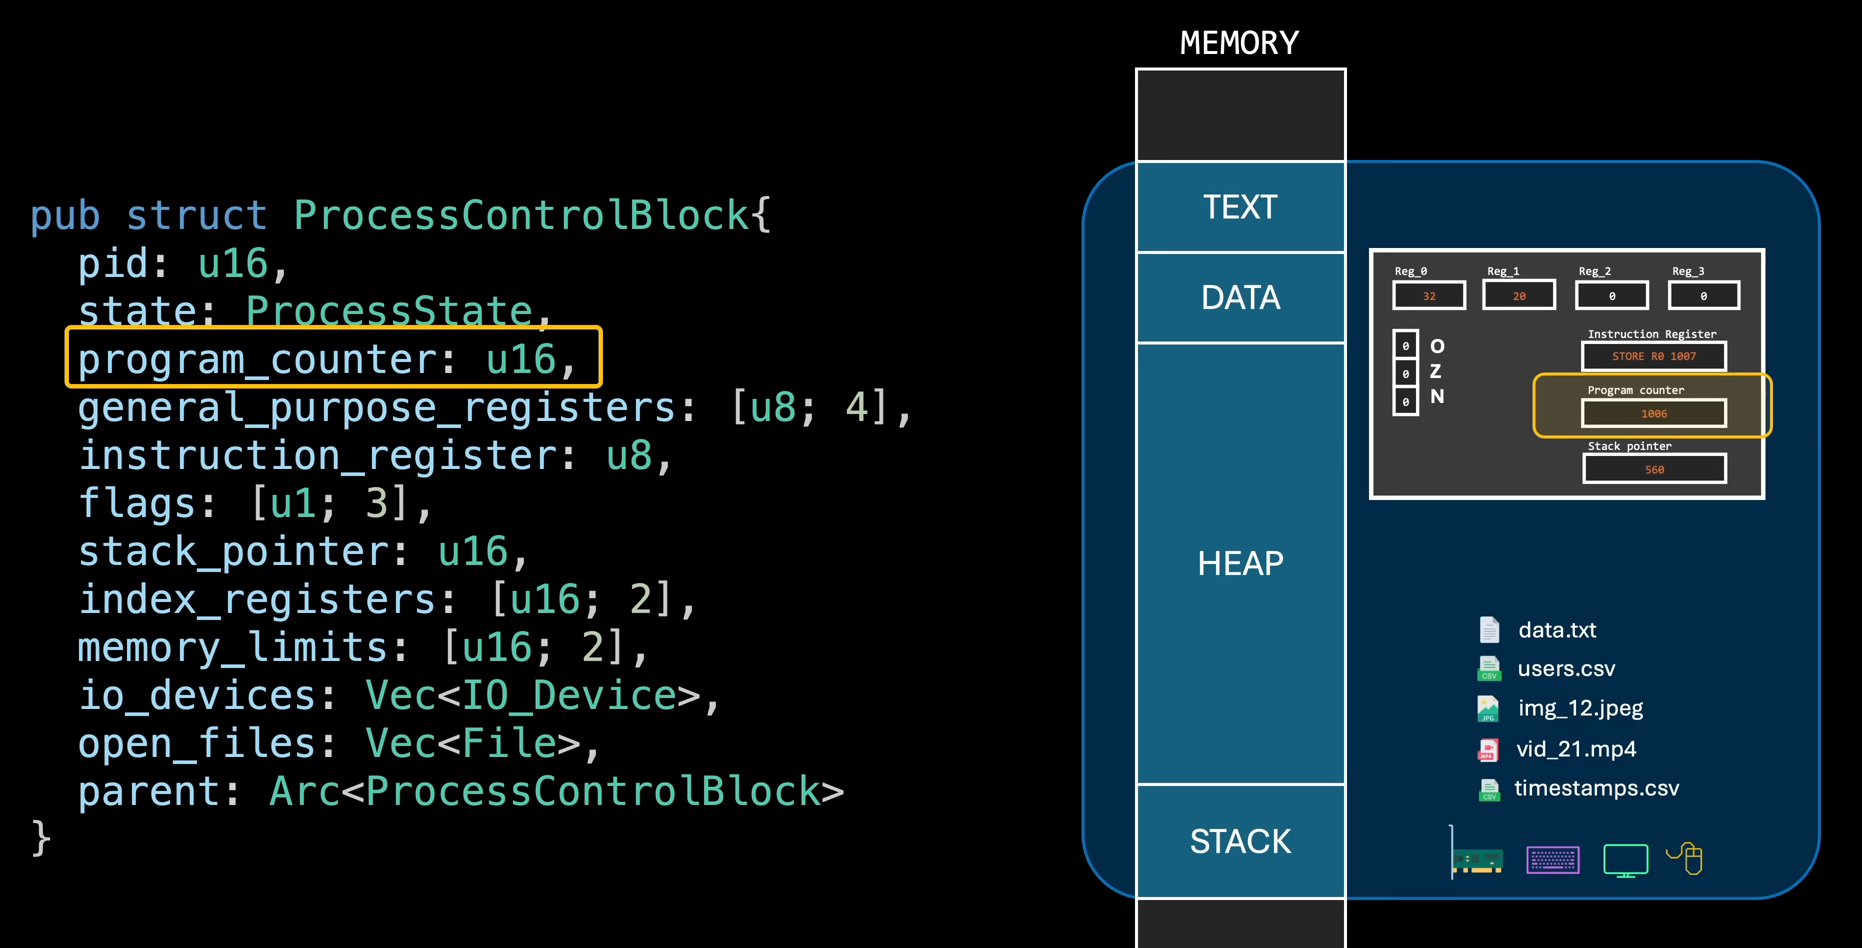 pub struct ProcessControlBlock{
pid: u16,
state: ProcessState,
program_counter: u16,
general_purpose_registers: [u8; 4],
instruction_register: u8,
flags: [u1; 3],
stack_pointer: u16,
index_registers: [u16; 2],
memory_limits: [u16; 2],
io_devices: Vec<IO_Device>,
open_files: Vec<File>,
parent: Arc<ProcessControlBlock>
}
MEMORY
TEXT
DATA
HEAP
STACK
Reg_0 Reg_1 Reg_2 Reg_3
32 20 0 0
0 O
0 Z
0 N
Instruction Register
STORE R0 1007
Program counter
1006
Stack pointer
560
data.txt
CSV users.csv
JPG img_12.jpeg
vid_21.mp4
CSV timestamps.csv